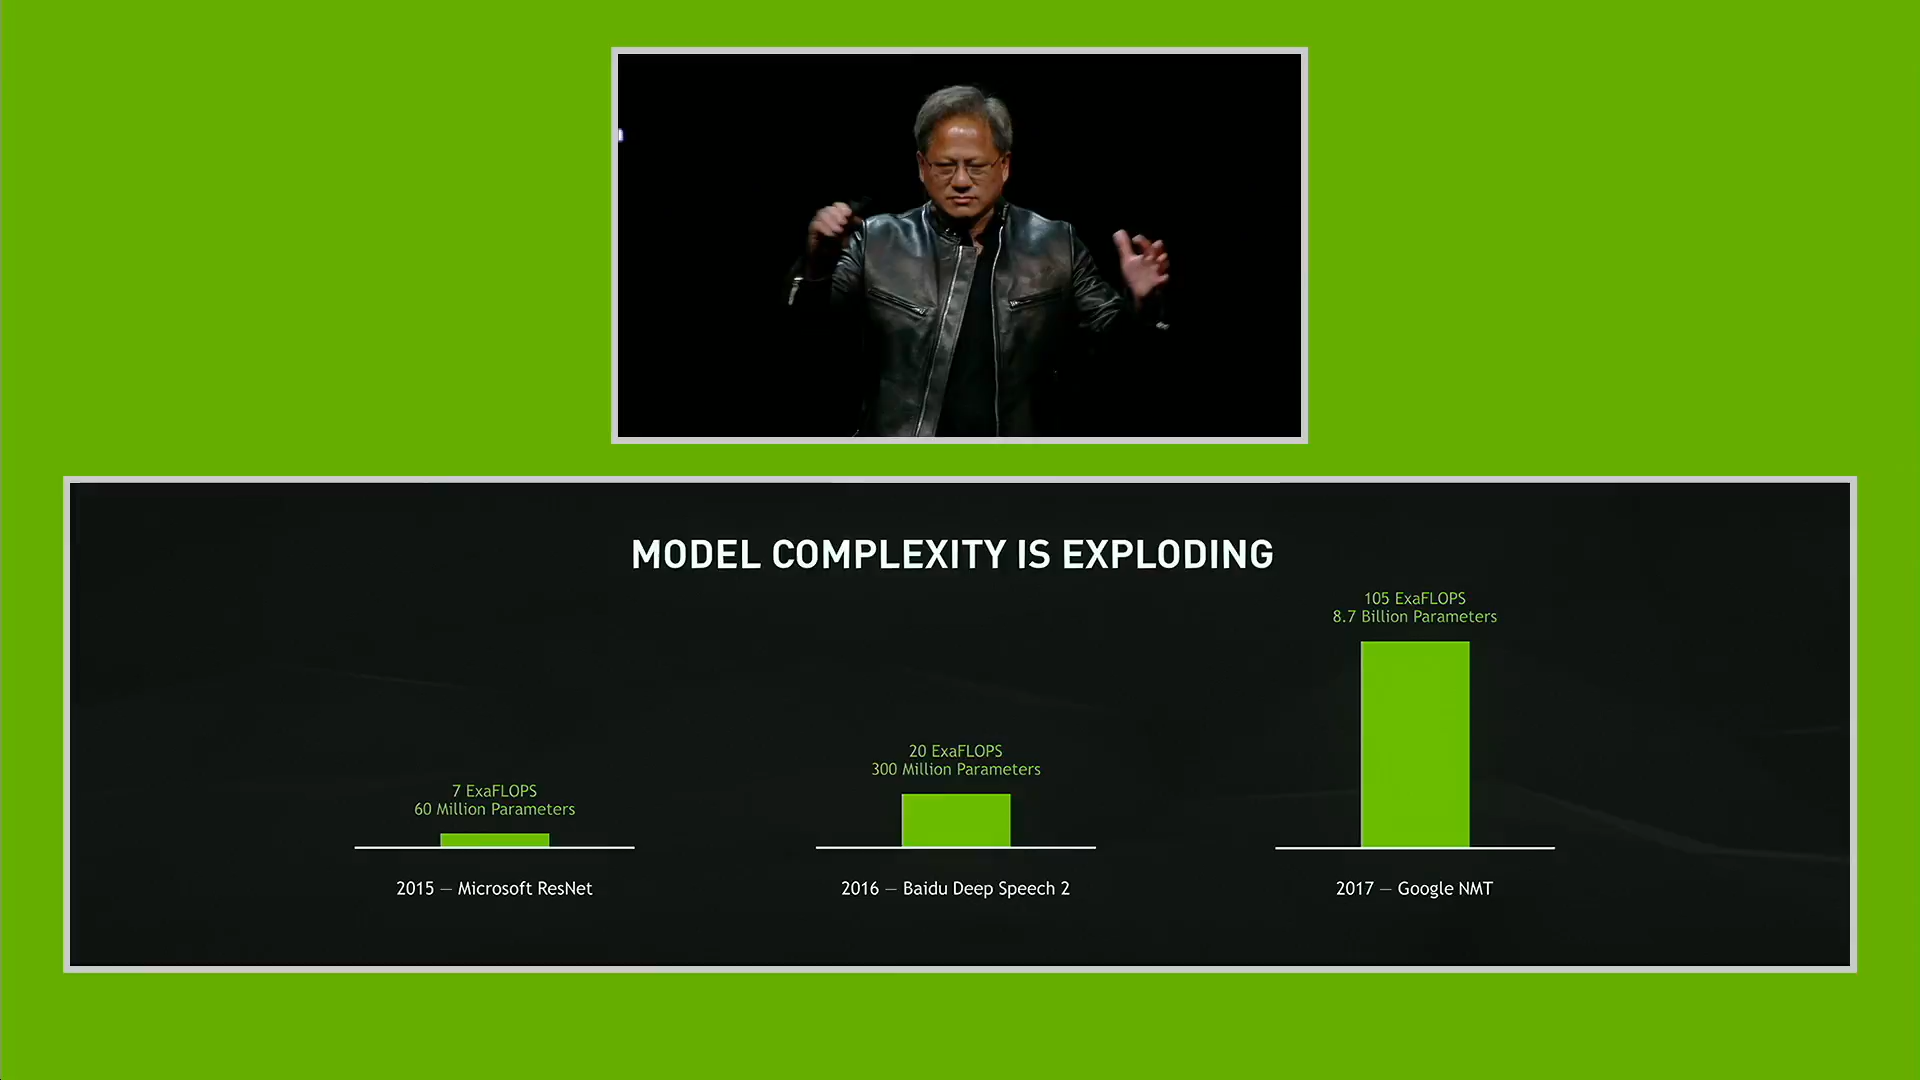 MODEL COMPLEXITY IS EXPLODING
7 ExaFLOPS
60 Million Parameters
2015 — Microsoft ResNet
20 ExaFLOPS
300 Million Parameters
2016 — Baidu Deep Speech 2
105 ExaFLOPS
8.7 Billion Parameters
2017 — Google NMT